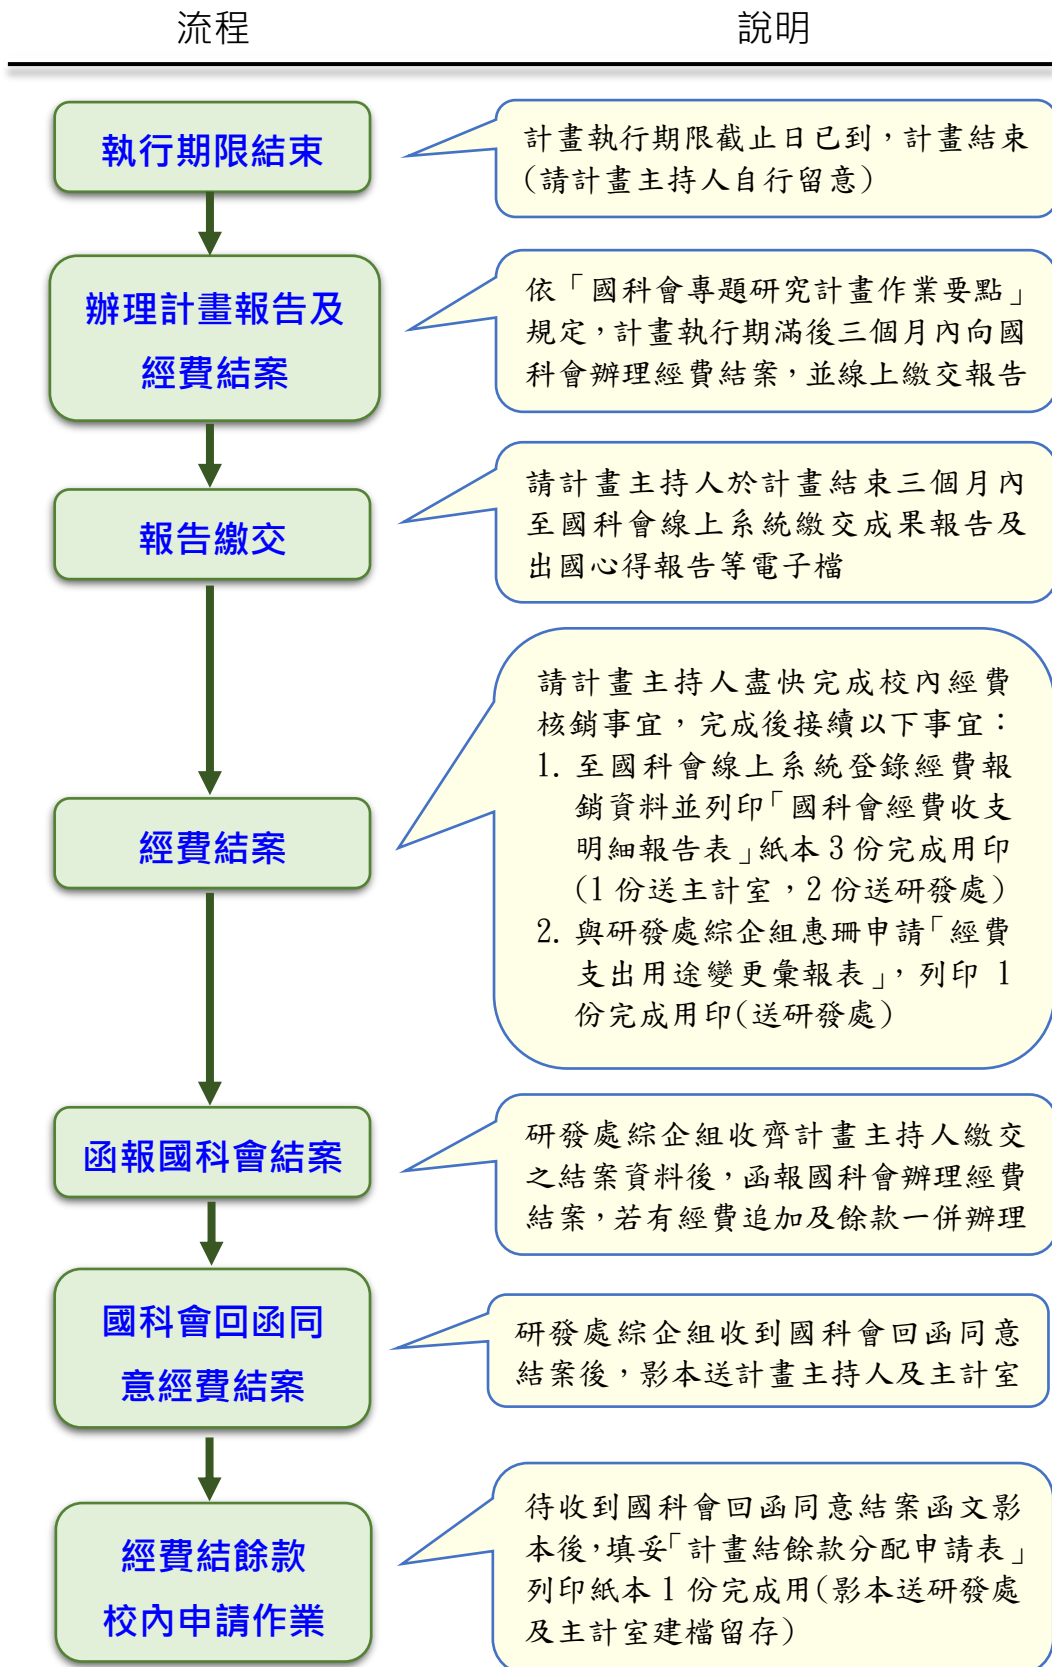 流程
說明
執行期限結束
計畫執行期限截止日已到，計畫結束
(請計畫主持人自行留意)
辦理計畫報告及
經費結案
依「國科會專題研究計畫作業要點」
規定，計畫執行期滿後三個月內向國
科會辦理經費結案，並線上繳交報告
報告繳交
請計畫主持人於計畫結束三個月內
至國科會線上系統繳交成果報告及
出國心得報告等電子檔
經費結案
請計畫主持人盡快完成校內經費
核銷事宜，完成後接續以下事宜：
1. 至國科會線上系統登錄經費報
銷資料並列印「國科會經費收支
明細報告表」紙本 3 份完成用印
(1 份送主計室，2 份送研發處)
2. 與研發處綜企組惠珊申請「經費
支出用途變更彙報表」，列印 1
份完成用印(送研發處)
函報國科會結案
研發處綜企組收齊計畫主持人繳交
之結案資料後，函報國科會辦理經費
結案，若有經費追加及餘款一併辦理
國科會回函同
意經費結案
研發處綜企組收到國科會回函同意
結案後，影本送計畫主持人及主計室
經費結餘款
校內申請作業
待收到國科會回函同意結案函文影
本後，填妥「計畫結餘款分配申請表」
列印紙本 1 份完成用(影本送研發處
及主計室建檔留存)